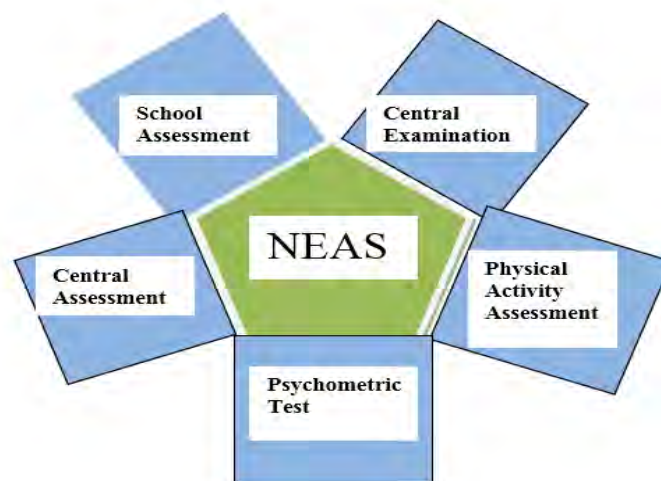 School
Assessment
Central
Examination
NEAS
Central
Assessment
Physical
Activity
Assessment
Psychometric
Test